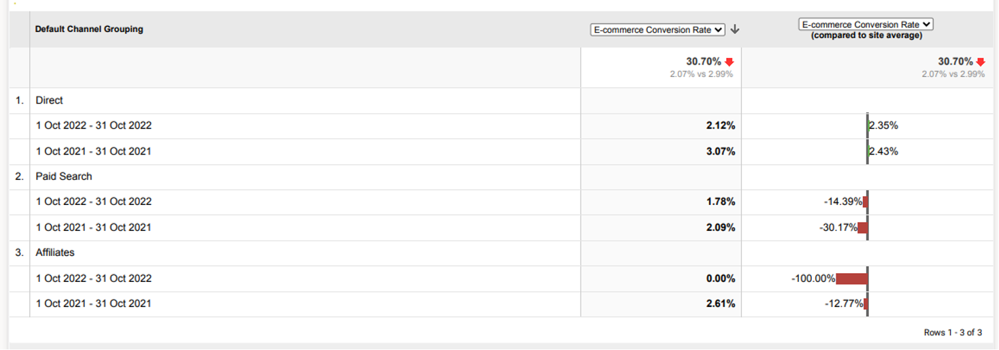 Default Channel Grouping
E-commerce Conversion Rate
E-commerce Conversion Rate
(compared to site average)
30.70%
2.07% vs 2.99%
30.70%
2.07% vs 2.99%
1. Direct
1 Oct 2022 - 31 Oct 2022 2.12% 2.35%
1 Oct 2021 - 31 Oct 2021 3.07% 2.43%
2. Paid Search
1 Oct 2022 - 31 Oct 2022 1.78% -14.39%
1 Oct 2021 - 31 Oct 2021 2.09% -30.17%
3. Affiliates
1 Oct 2022 - 31 Oct 2022 0.00% -100.00%
1 Oct 2021 - 31 Oct 2021 2.61% -12.77%
Rows 1 - 3 of 3